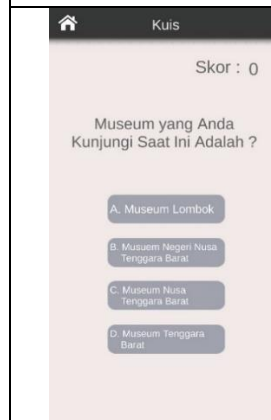 Kuis
Skor : 0
Museum yang Anda
Kunjungi Saat Ini Adalah ?
A. Museum Lombok
B. Musuem Negeri Nusa
Tenggara Barat
C. Museum Nusa
Tenggara Barat
D. Museum Tenggara
Barat